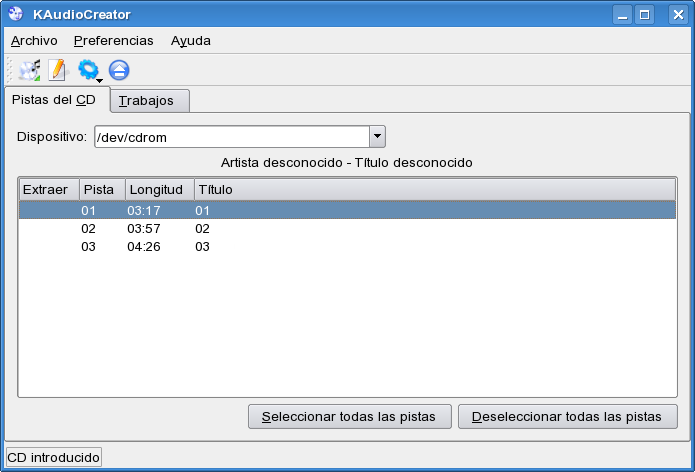 KAudioCreator
Archivo Preferencias Ayuda
Pistas del CD Trabajos
Dispositivo: /dev/cdrom
Artista desconocido - Título desconocido
Extraer Pista Longitud Título
01 03:17 01
02 03:57 02
03 04:26 03
Seleccionar todas las pistas Deseleccionar todas las pistas
CD introducido